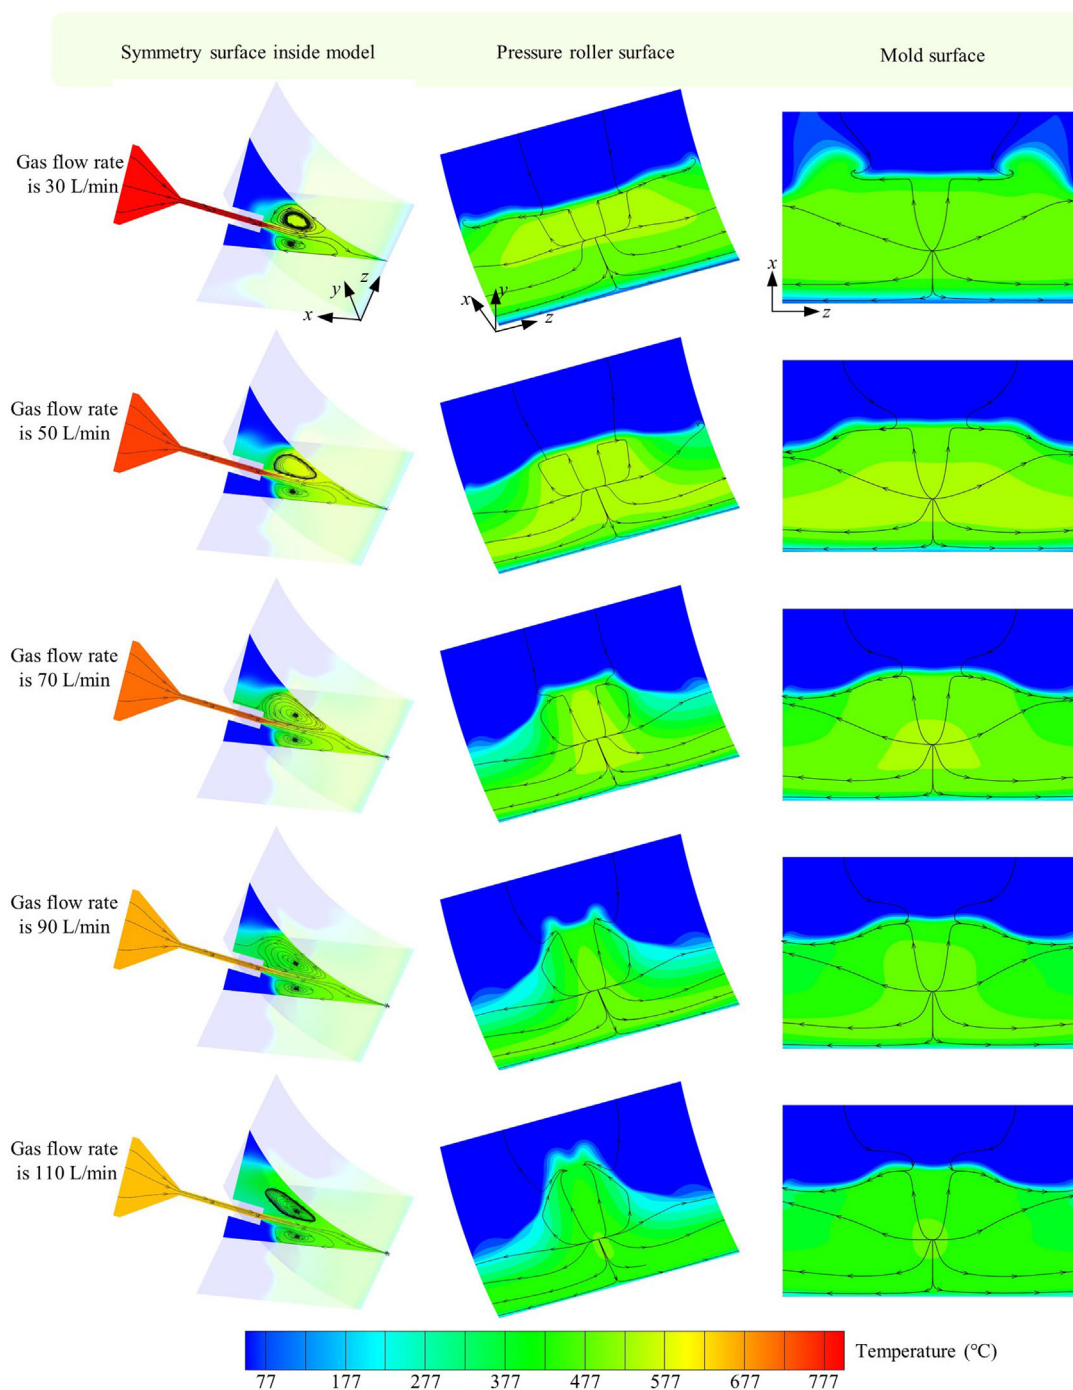 Symmetry surface inside model
Pressure roller surface
Mold surface
Gas flow rate
is 30 L/min
x
y
z
x
y
z
x
z
Gas flow rate
is 50 L/min
Gas flow rate
is 70 L/min
Gas flow rate
is 90 L/min
Gas flow rate
is 110 L/min
77 177 277 377 477 577 677 777
Temperature (°C)